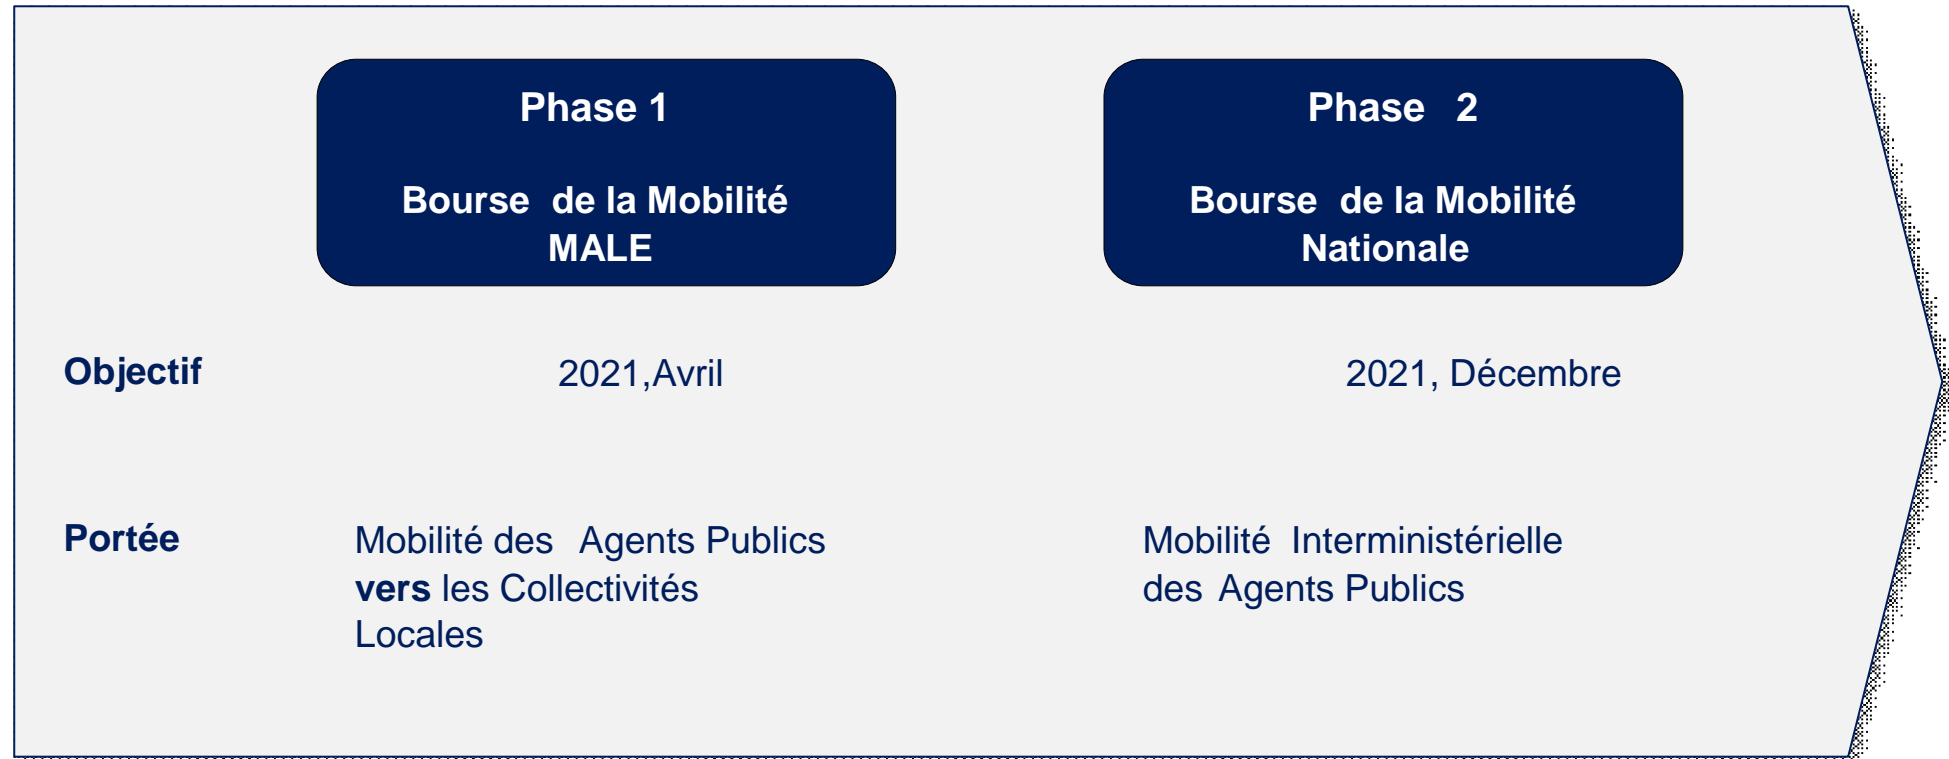 Phase 1
Bourse de la Mobilité
MALE
Phase 2
Bourse de la Mobilité
Nationale
Objectif
2021,Avril
2021, Décembre
Portée
Mobilité des Agents Publics
vers les Collectivités
Locales
Mobilité Interministérielle
des Agents Publics